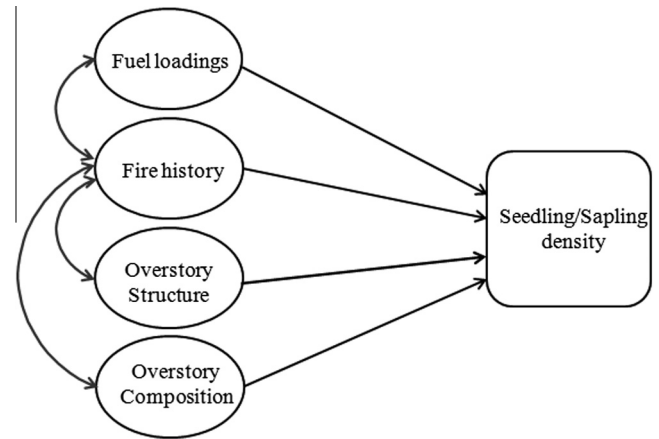 Fuel loadings
Fire history
Overstory
Structure
Overstory
Composition
Seedling/Sapling
density